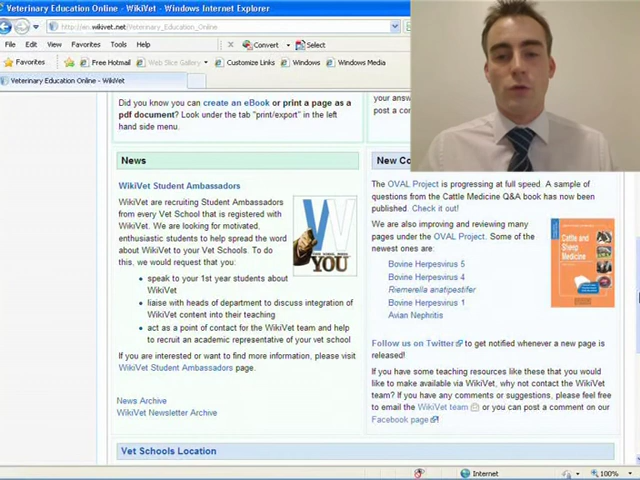 Veterinary Education Online - WikiVet - Windows Internet Explorer
http://en.wikivet.net/Veterinary_Education_Online
File Edit View Favorites Tools Help
Convert Select
Favorites Free Hotmail Web Slice Gallery Customize Links Windows Windows Media
Veterinary Education Online - WikiVet
Did you know you can create an eBook or print a page as a
pdf document? Look under the tab "print/export" in the left
hand side menu.
your answe
post a con
News
WikiVet Student Ambassadors
WikiVet are recruiting Student Ambassadors
from every Vet School that is registered with
WikiVet. We are looking for motivated,
enthusiastic students to help spread the word
about WikiVet to your Vet Schools. To do
this, we would request that you:
speak to your 1st year students about
WikiVet
liaise with heads of department to discuss integration of
WikiVet content into their teaching
act as a point of contact for the WikiVet team and help
to recruit an academic representative of your vet school
If you are interested or want to find more information, please visit
WikiVet Student Ambassadors page.
News Archive
WikiVet Newsletter Archive
W
YOU
New Co
The OVAL Project is progressing at full speed. A sample of
questions from the Cattle Medicine Q&A book has now been
published. Check it out!
We are also improving and reviewing many
pages under the OVAL Project. Some of the
newest ones are:
Bovine Herpesvirus 5
Bovine Herpesvirus 4
Riemerella anatipestifer
Bovine Herpesvirus 1
Avian Nephritis
Cattle and
Sheep
Medicine
Follow us on Twitter to get notified whenever a new page is
released!
If you have some teaching resources like these that you would
like to make available via WikiVet, why not contact the WikiVet
team? If you have any comments or suggestions, please feel free
to email the WikiVet team or you can post a comment on our
Facebook page!
Vet Schools Location
Internet
100%